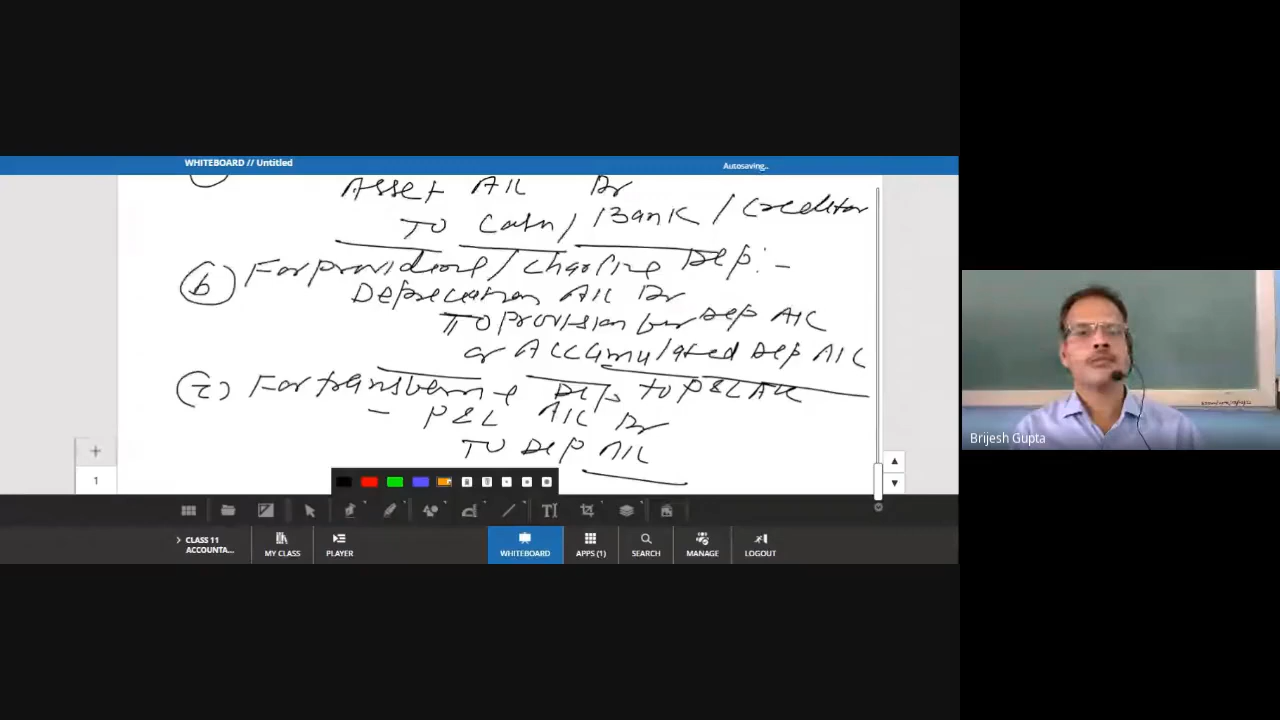 WHITEBOARD // Untitled
Autosaving..
Asset A/C Dr
TO Cash / Bank / Creditor
(b) For providing / Charging Dep: -
Depreciation A/C Dr
TO Provision for Dep A/C
or Accumulated Dep A/C
(c) For transferring Dep to P&L A/C
- P&L A/C Dr
TO Dep A/C
1
CLASS 11
ACCOUNTA...
MY CLASS
PLAYER
WHITEBOARD
APPS (1)
SEARCH
MANAGE
LOGOUT
Brijesh Gupta